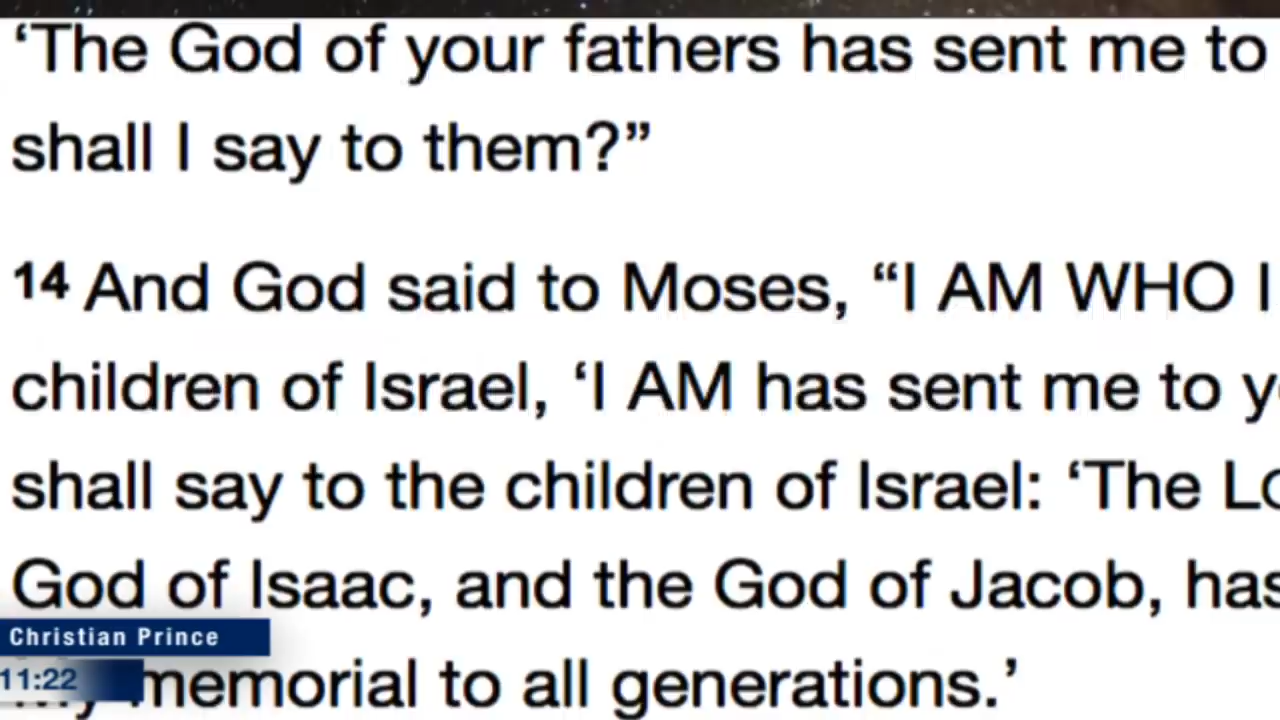 ‘The God of your fathers has sent me to
shall I say to them?”
14 And God said to Moses, “I AM WHO I
children of Israel, ‘I AM has sent me to y
shall say to the children of Israel: ‘The Lo
God of Isaac, and the God of Jacob, has
Christian Prince
memorial to all generations.’
11:22